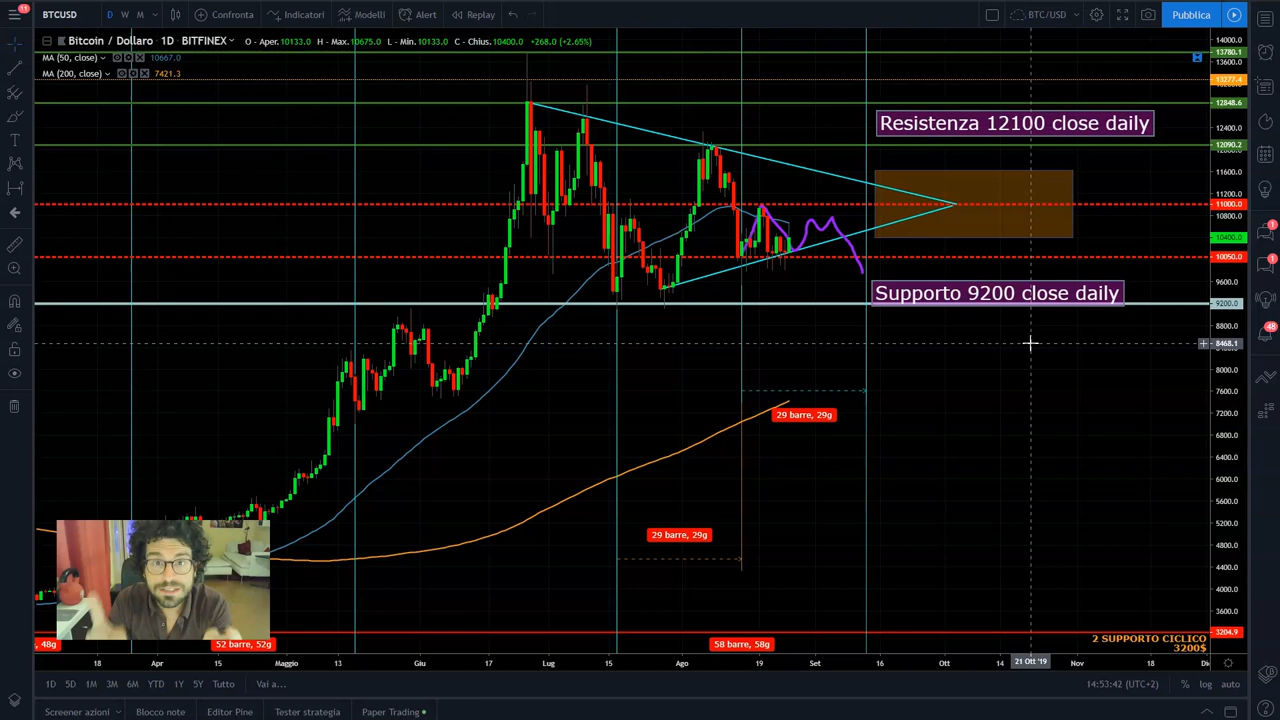 11
BTCUSD
D W M
Confronta
Indicatori
Modelli
Alert
Replay
BTC/USD
Pubblica
Bitcoin / Dollaro 1D BITFINEX
O - Aper. 10133.0 H - Max. 10675.0 L - Min. 10133.0 C - Chius. 10400.0 +268.0 (+2.65%)
MA (50, close) 10667.0
MA (200, close) 7421.3
14000.0
13780.1
13600.0
13277.4
12848.6
12400.0
12090.2
11600.0
11200.0
11000.0
10800.0
10400.0
10050.0
9600.0
9200.0
8800.0
8468.1
8000.0
7600.0
7200.0
6800.0
6400.0
6000.0
5600.0
5200.0
4800.0
4400.0
4000.0
3600.0
3204.9
Resistenza 12100 close daily
Supporto 9200 close daily
29 barre, 29g
29 barre, 29g
, 48g
52 barre, 52g
58 barre, 58g
2 SUPPORTO CICLICO
3200$
1
1
48
18 Apr 15 Maggio 13 Giu 17 Lug 15 Ago 19 Set 16 Ott 14 21 Ott '19 Nov 18 Di
1D 5D 1M 3M 6M YTD 1Y 5Y Tutto Vai a...
14:53:42 (UTC+2) % log auto
Screener azioni Blocco note Editor Pine Tester strategia Paper Trading